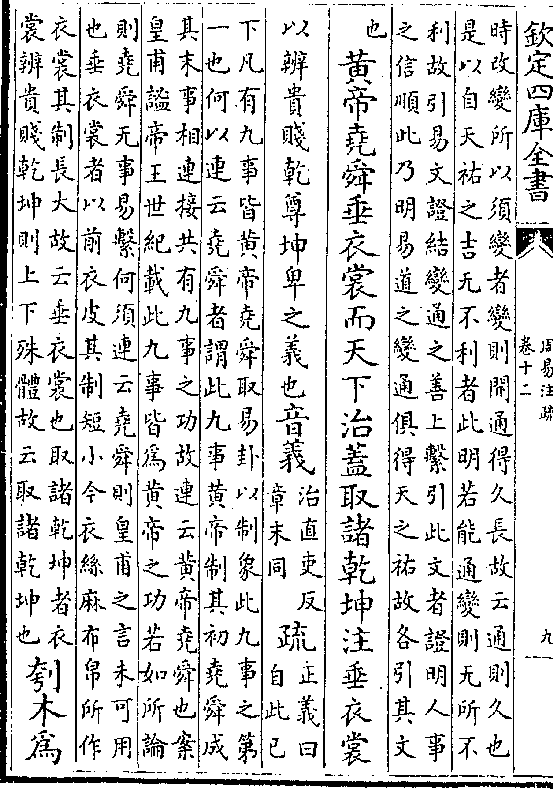 欽定四庫全書
周易注疏
卷十二
九
時改變所以須變者變則開通得久長故云通則久也
是以自天祐之吉无不利者此明若能通變則无所不
利故引易文證結變通之善上繫引此文者證明人事
之信順此乃明易道之變通俱得天之祐故各引其文
也
黃帝堯舜垂衣裳而天下治蓋取諸乾坤注垂衣裳
以辨貴賤乾尊坤卑之義也音義
治直吏反
章末同
疏
正義曰
自此已
下凡有九事皆黃帝堯舜取易卦以制象此九事之第
一也何以連云堯舜者謂此九事黃帝制其初堯舜成
其末事相連接共有九事之功故連云黃帝堯舜也案
皇甫謐帝王世紀載此九事皆為黃帝之功若如所論
則堯舜无事易繫何須連云堯舜則皇甫之言未可用
也垂衣裳者以前衣皮其制短小今衣絲麻布帛所作
衣裳其制長大故云垂衣裳也取諸乾坤者衣
裳辨貴賤乾坤則上下殊體故云取諸乾坤也
刳木為